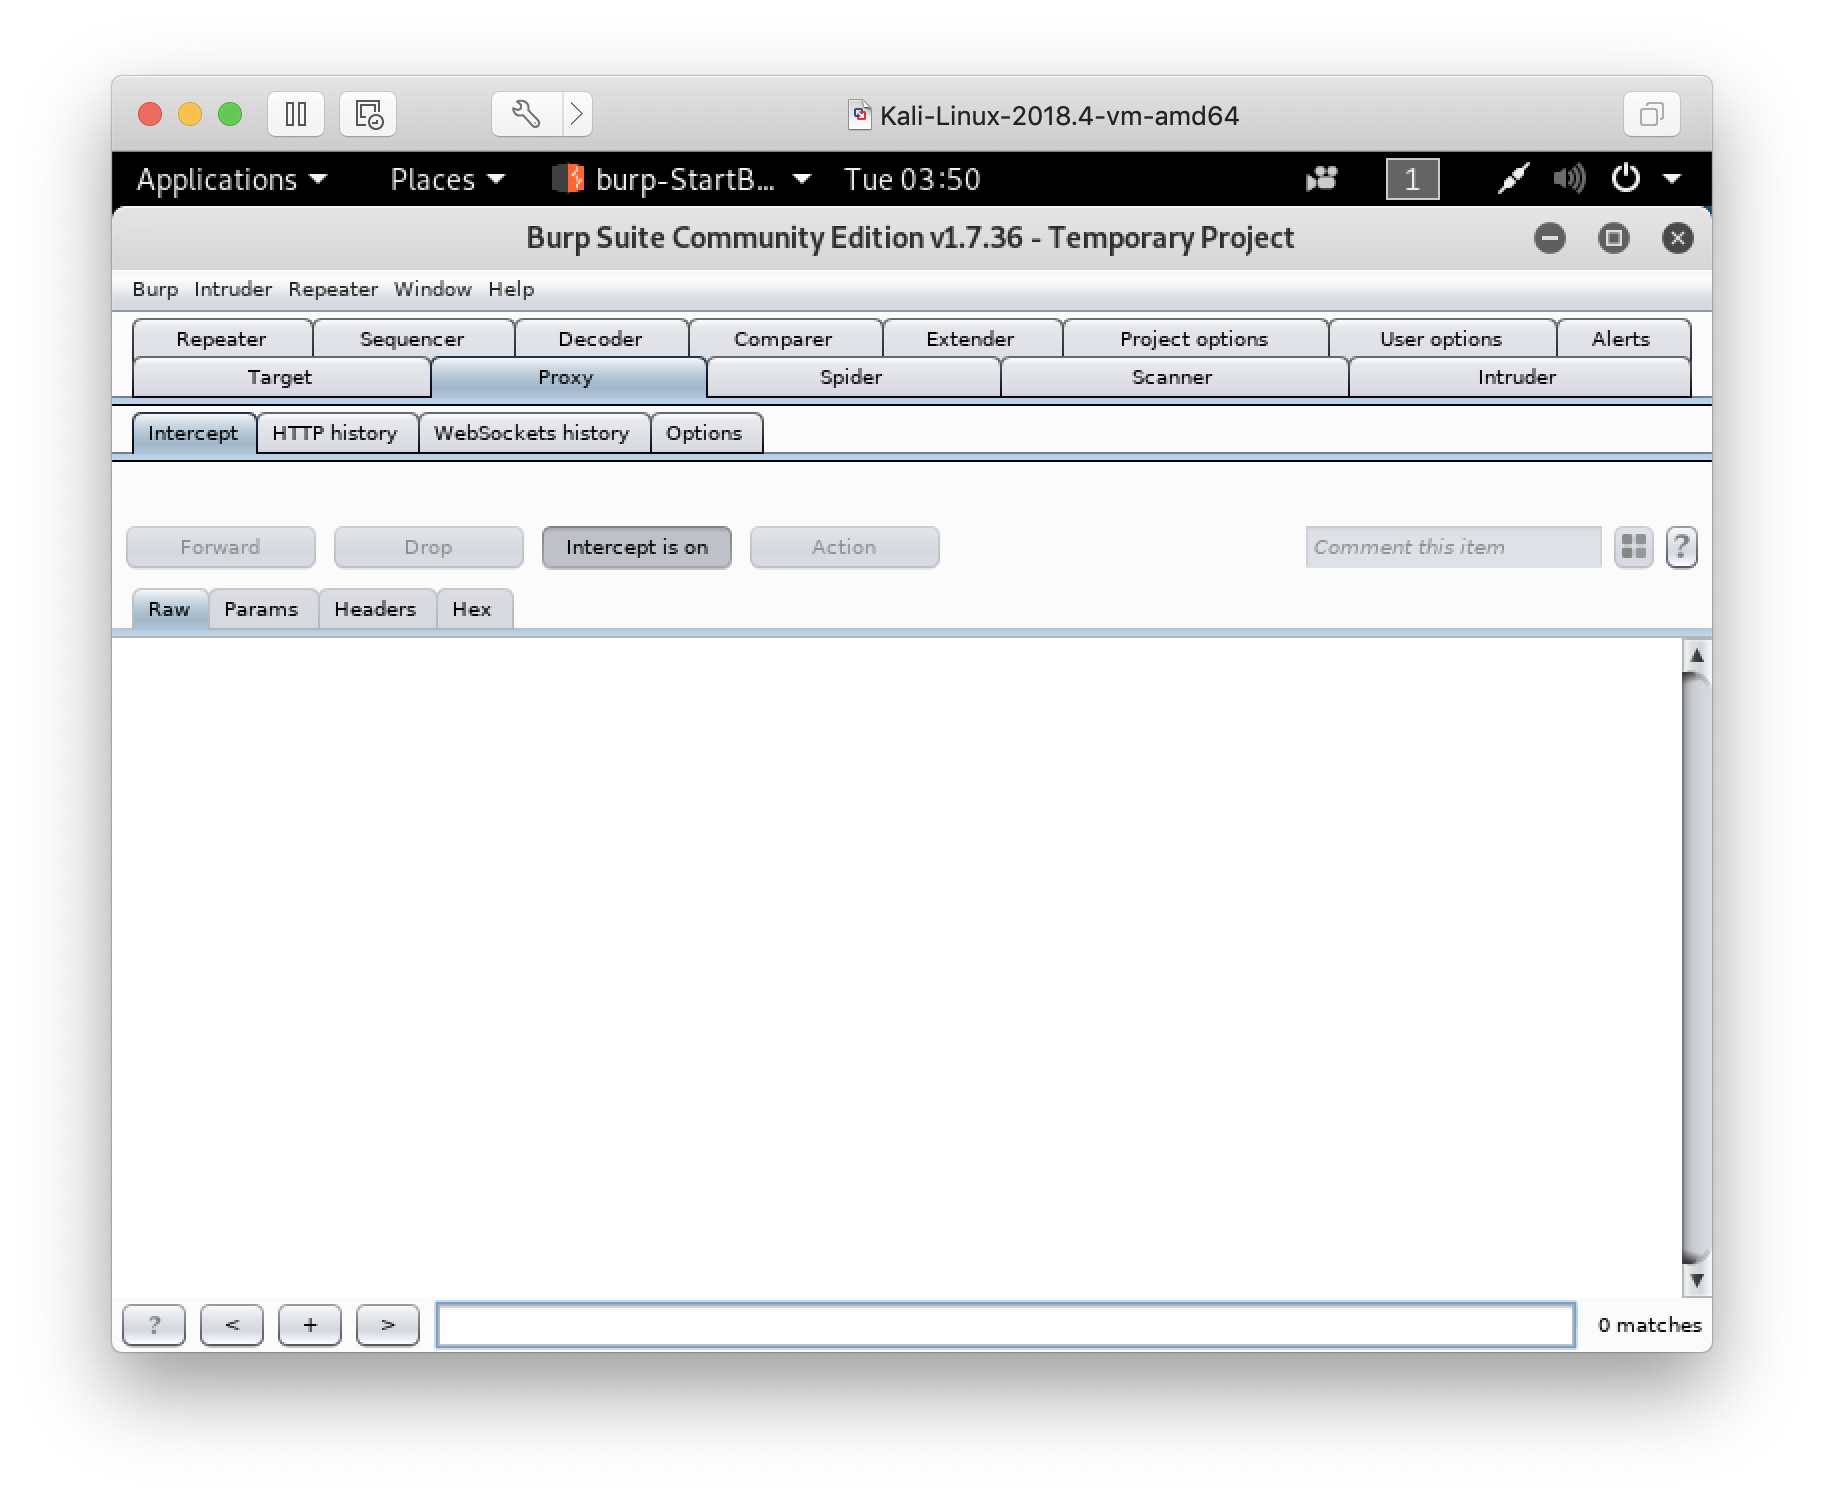 Kali-Linux-2018.4-vm-amd64
Applications Places burp-StartB... Tue 03:50 1
Burp Suite Community Edition v1.7.36 - Temporary Project
Burp Intruder Repeater Window Help
Repeater Sequencer Decoder Comparer Extender Project options User options Alerts
Target Proxy Spider Scanner Intruder
Intercept HTTP history WebSockets history Options
Forward Drop Intercept is on Action Comment this item ?
Raw Params Headers Hex
? < + > 0 matches